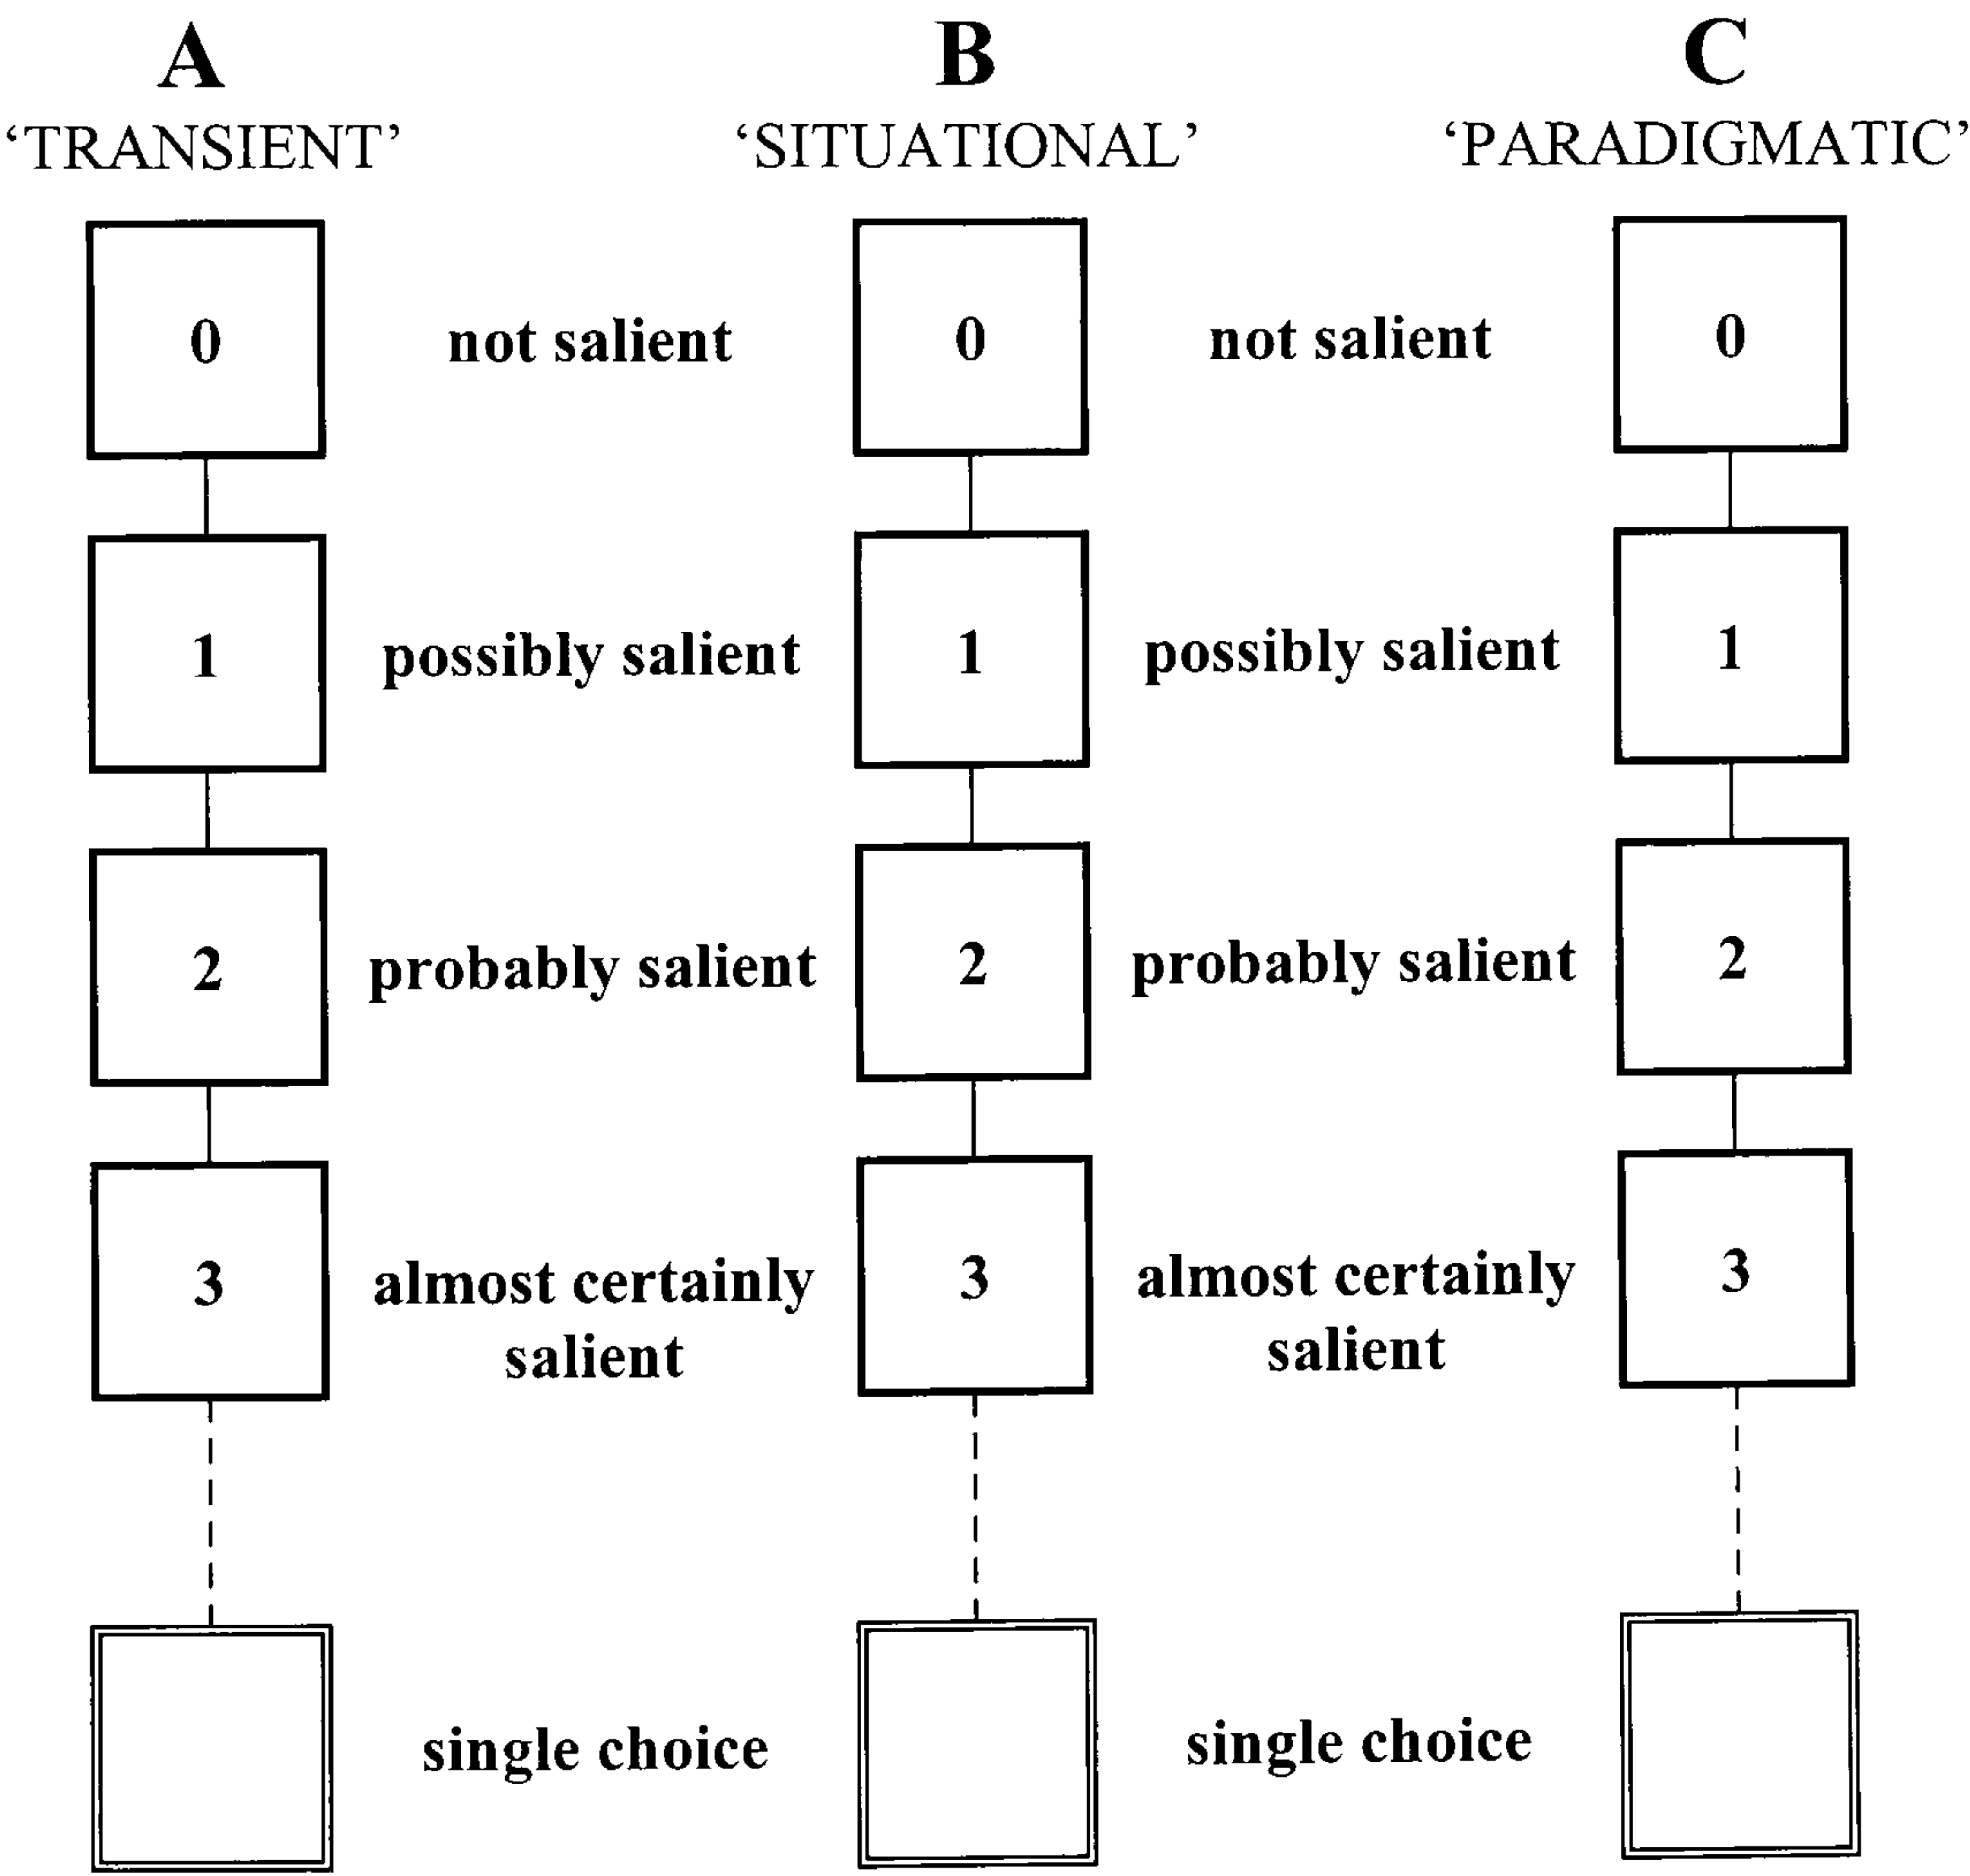 A B C
‘TRANSIENT’ ‘SITUATIONAL’ ‘PARADIGMATIC’
0 not salient 0 not salient 0
1 possibly salient 1 possibly salient 1
2 probably salient 2 probably salient 2
3 almost certainly 3 almost certainly 3
salient salient
single choice single choice